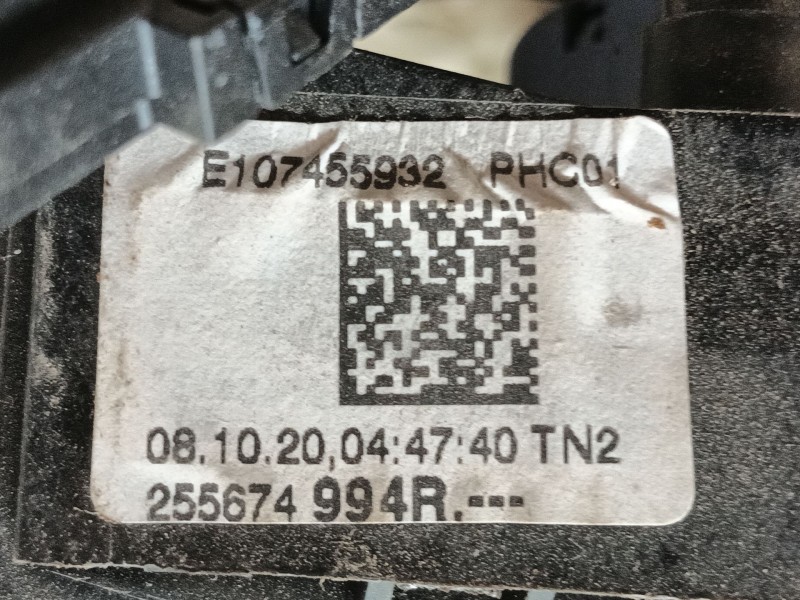 E107455932 PHC01
08.10.20,04:47:40 TN2
255674 994R.---